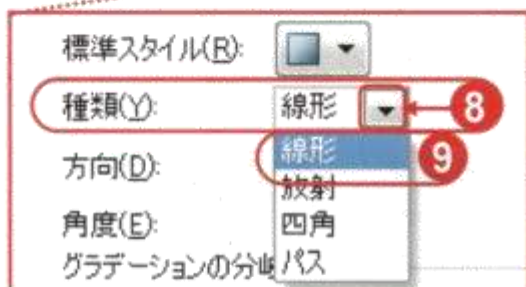 標準スタイル(R):
種類(Y): 線形 8
線形 9
方向(D):
放射
角度(E): 四角
グラデーションの分岐 パス